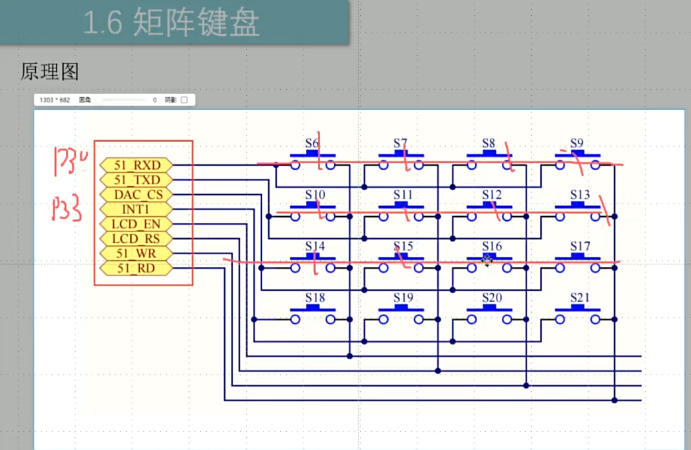 1.6 矩阵键盘
原理图
1303 * 682 圆角 0 阴影
P30
P33
51_RXD
51_TXD
DAC_CS
INT1
LCD_EN
LCD_RS
51_WR
51_RD
S6 S7 S8 S9
S10 S11 S12 S13
S14 S15 S16 S17
S18 S19 S20 S21